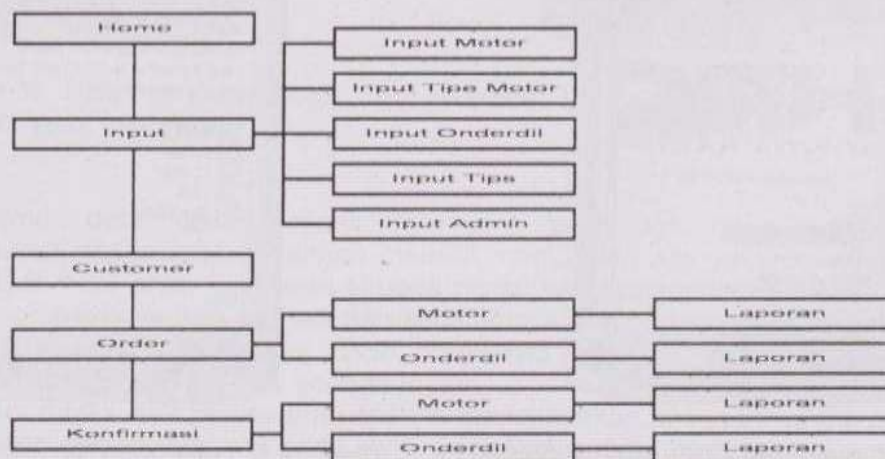 Home
Input Motor
Input Tipe Motor
Input
Input Onderdil
Input Tips
Input Admin
Customer
Motor
Laporan
Order
Onderdil
Laporan
Motor
Laporan
Konfirmasi
Onderdil
Laporan